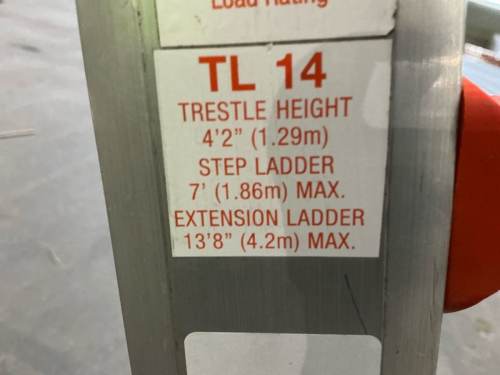 Load Rating
TL 14
TRESTLE HEIGHT
4'2" (1.29m)
STEP LADDER
7' (1.86m) MAX.
EXTENSION LADDER
13'8" (4.2m) MAX.